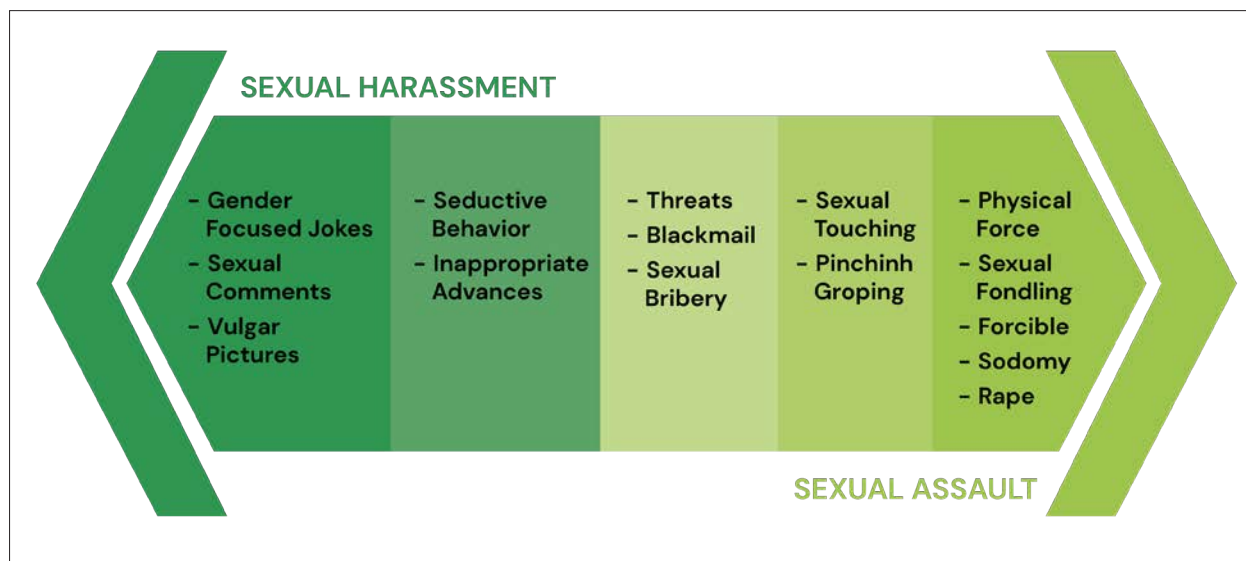 SEXUAL HARASSMENT
- Gender
Focused Jokes
- Sexual
Comments
- Vulgar
Pictures
- Seductive
Behavior
- Inappropriate
Advances
- Threats
- Blackmail
- Sexual
Bribery
- Sexual
Touching
- Pinchinh
Groping
- Physical
Force
- Sexual
Fondling
- Forcible
- Sodomy
- Rape
SEXUAL ASSAULT